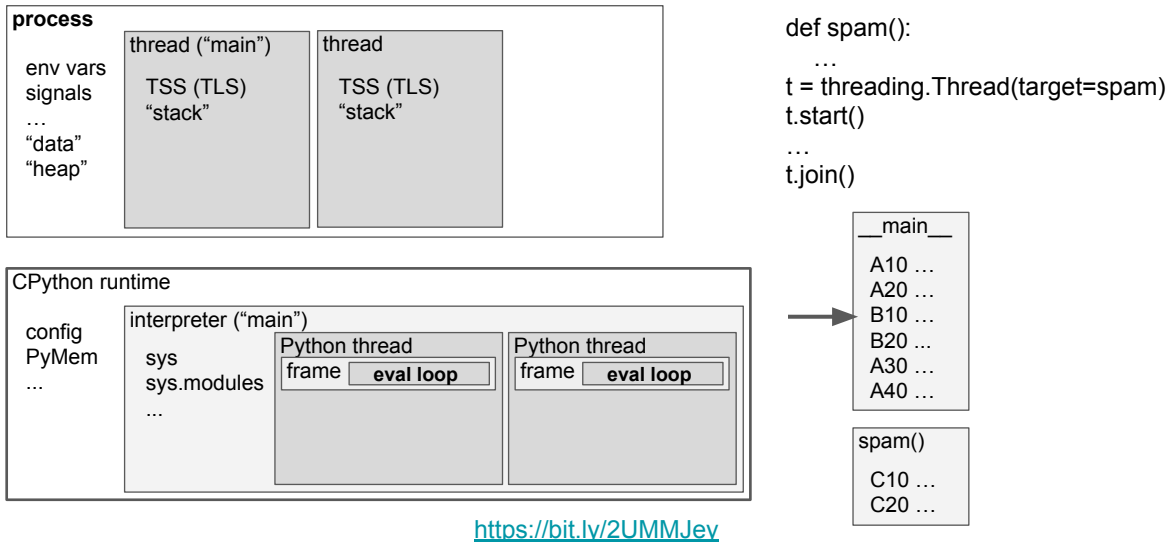 process
env vars
signals
…
“data”
“heap”
thread (“main”)
TSS (TLS)
“stack”
thread
TSS (TLS)
“stack”
def spam():
…
t = threading.Thread(target=spam)
t.start()
…
t.join()
CPython runtime
config
PyMem
...
interpreter (“main”)
sys
sys.modules
...
Python thread
frame eval loop
Python thread
frame eval loop
__main__
A10 …
A20 …
B10 …
B20 ...
A30 …
A40 …
spam()
C10 …
C20 …
https://bit.ly/2UMMJey